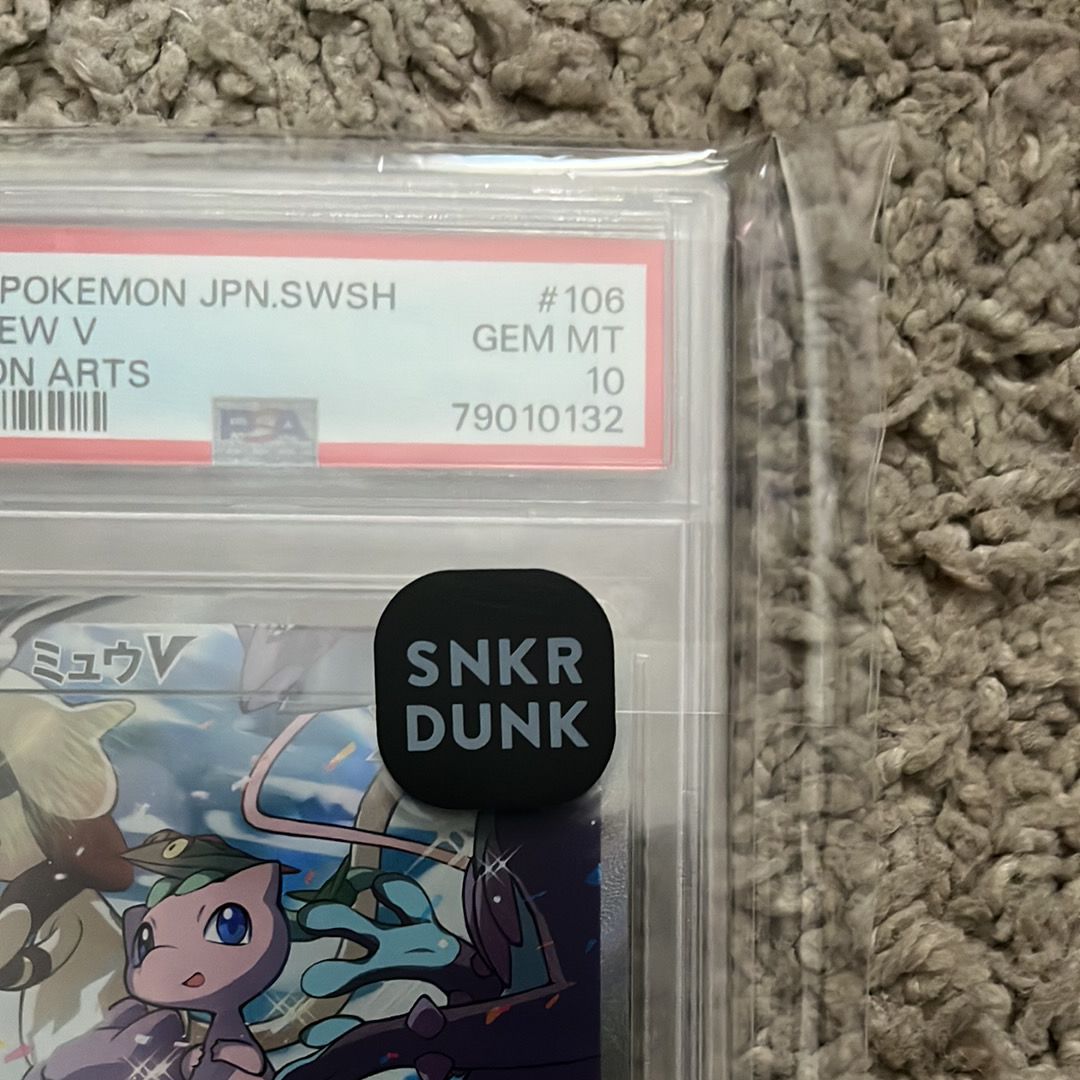 POKEMON JPN.SWSH #106
EW V GEM MT
ON ARTS 10
79010132
PSA
ミュウV
SNKR
DUNK